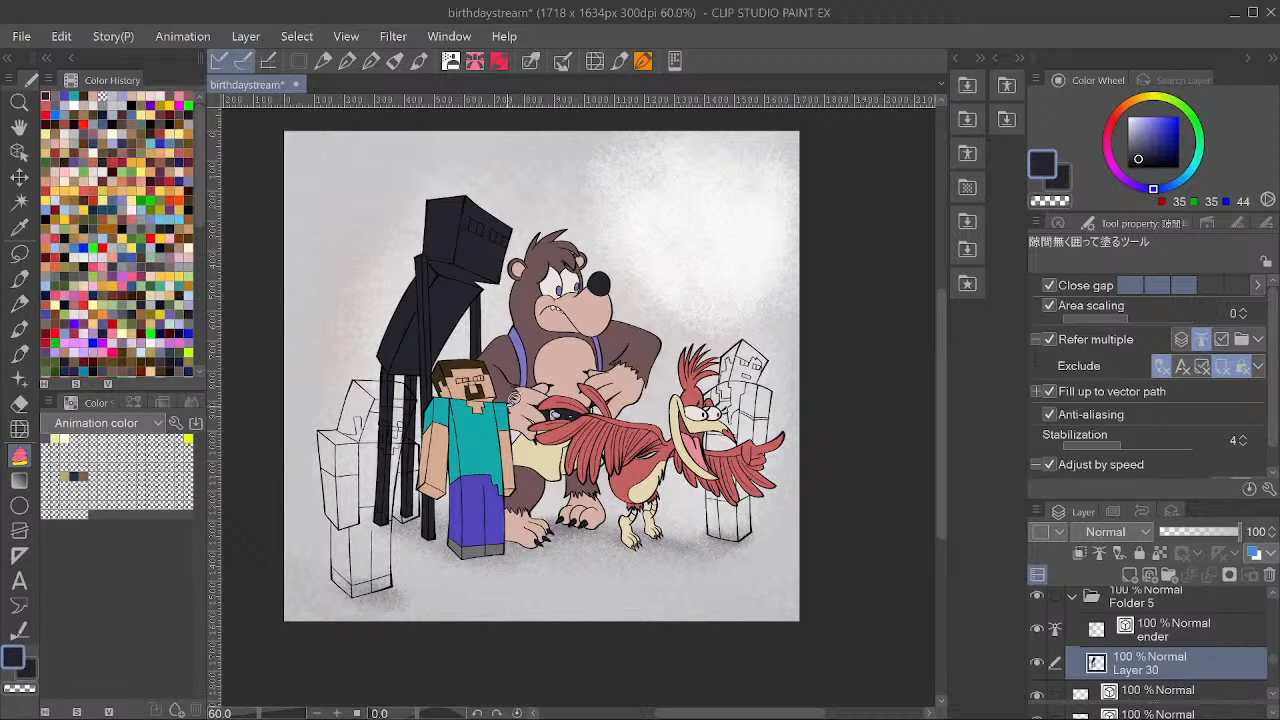 birthdaystream* (1718 x 1634px 300dpi 60.0%) - CLIP STUDIO PAINT EX
File Edit Story(P) Animation Layer Select View Filter Window Help
Color History
birthdaystream*
Color Wheel
Search Layer
35 35 44
Tool property
隙間無く囲って塗るツール
Close gap
Area scaling 0
Refer multiple
Exclude
Fill up to vector path
Anti-aliasing
Stabilization 4
Adjust by speed
Color s
Animation color
Layer
Normal 100
100 % Normal
Folder 5
100 % Normal
ender
100 % Normal
Layer 30
100 % Normal
60.0
0.0